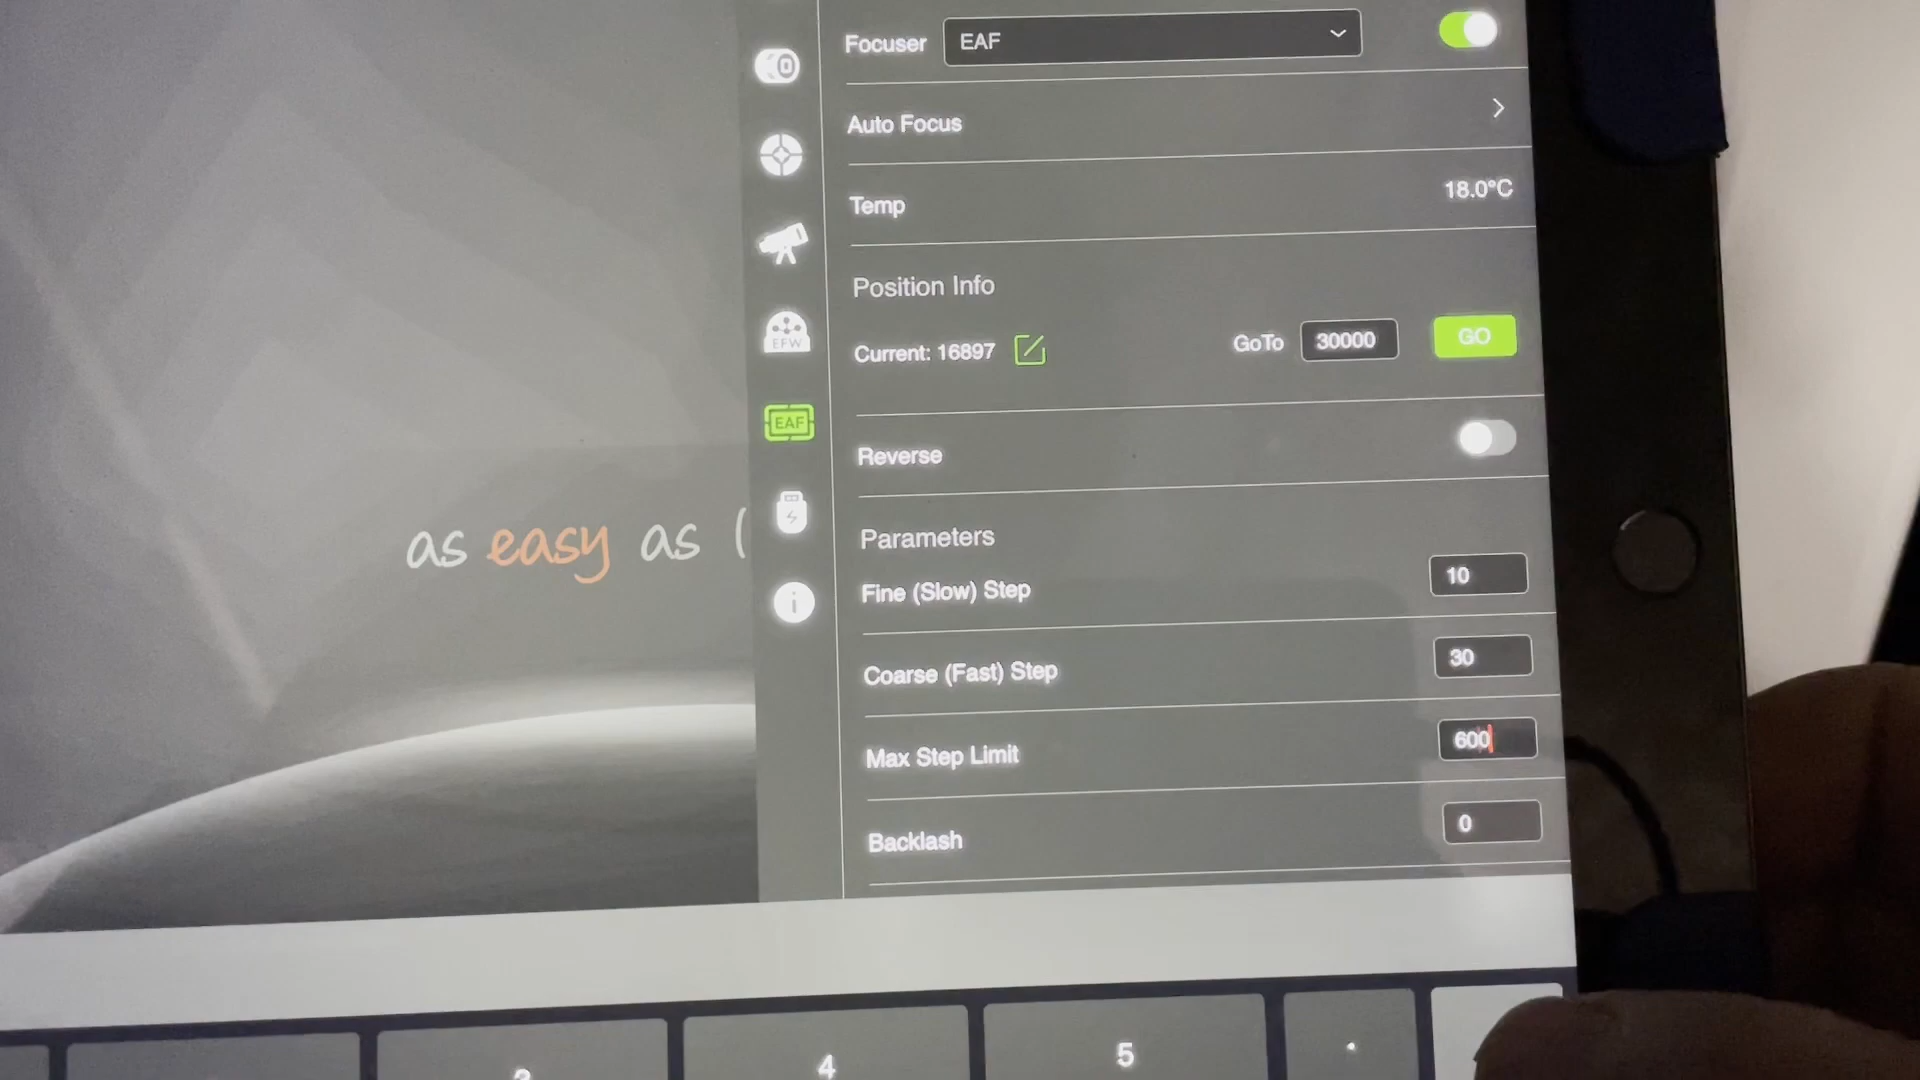 Focuser EAF
Auto Focus
Temp 18.0°C
Position Info
EFW
Current: 16897 GoTo 30000 GO
EAF
Reverse
as easy as (
Parameters
Fine (Slow) Step 10
i
Coarse (Fast) Step 30
Max Step Limit 600
Backlash 0
4 5 .